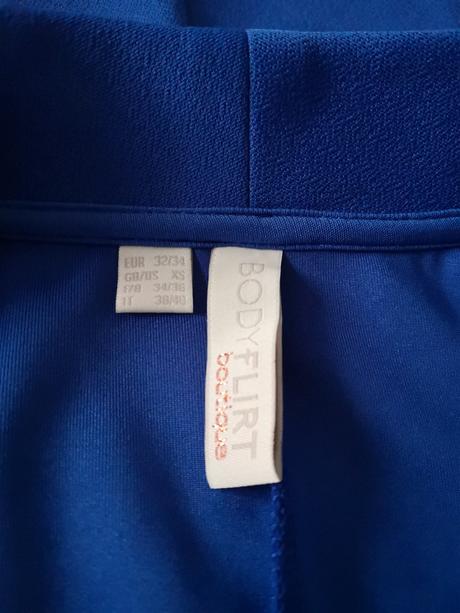 EUR 32/34
GB/US XS
F/B 34/36
IT 38/40
BODYFLIRT
boutique